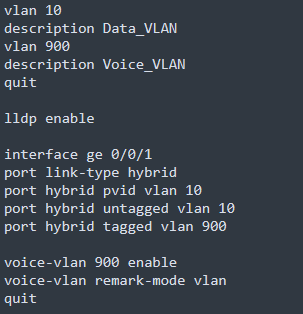 vlan 10
description Data_VLAN
vlan 900
description Voice_VLAN
quit
lldp enable
interface ge 0/0/1
port link-type hybrid
port hybrid pvid vlan 10
port hybrid untagged vlan 10
port hybrid tagged vlan 900
voice-vlan 900 enable
voice-vlan remark-mode vlan
quit